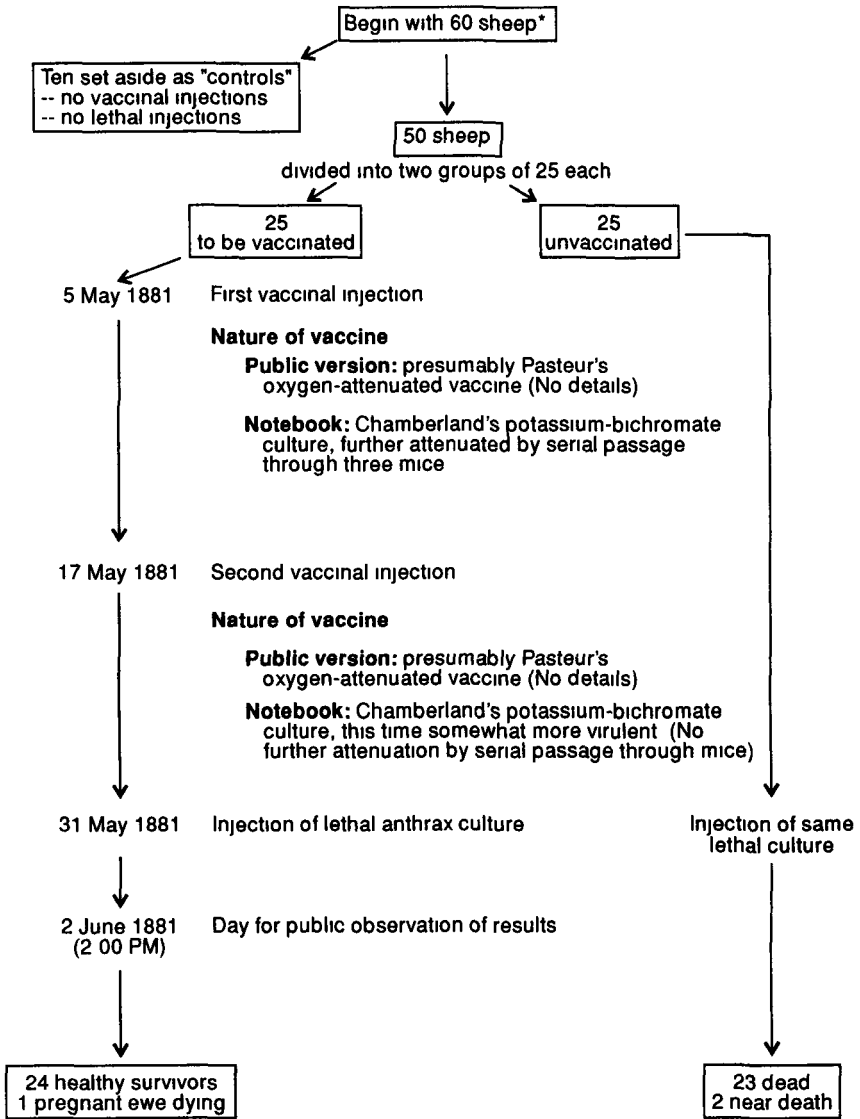 Begin with 60 sheep*
Ten set aside as "controls"
-- no vaccinal injections
-- no lethal injections
50 sheep
divided into two groups of 25 each
25
to be vaccinated
25
unvaccinated
5 May 1881 First vaccinal injection
Nature of vaccine
Public version: presumably Pasteur's
oxygen-attenuated vaccine (No details)
Notebook: Chamberland's potassium-bichromate
culture, further attenuated by serial passage
through three mice
17 May 1881 Second vaccinal injection
Nature of vaccine
Public version: presumably Pasteur's
oxygen-attenuated vaccine (No details)
Notebook: Chamberland's potassium-bichromate
culture, this time somewhat more virulent (No
further attenuation by serial passage through mice)
31 May 1881 Injection of lethal anthrax culture
Injection of same
lethal culture
2 June 1881 Day for public observation of results
(2 00 PM)
24 healthy survivors
1 pregnant ewe dying
23 dead
2 near death